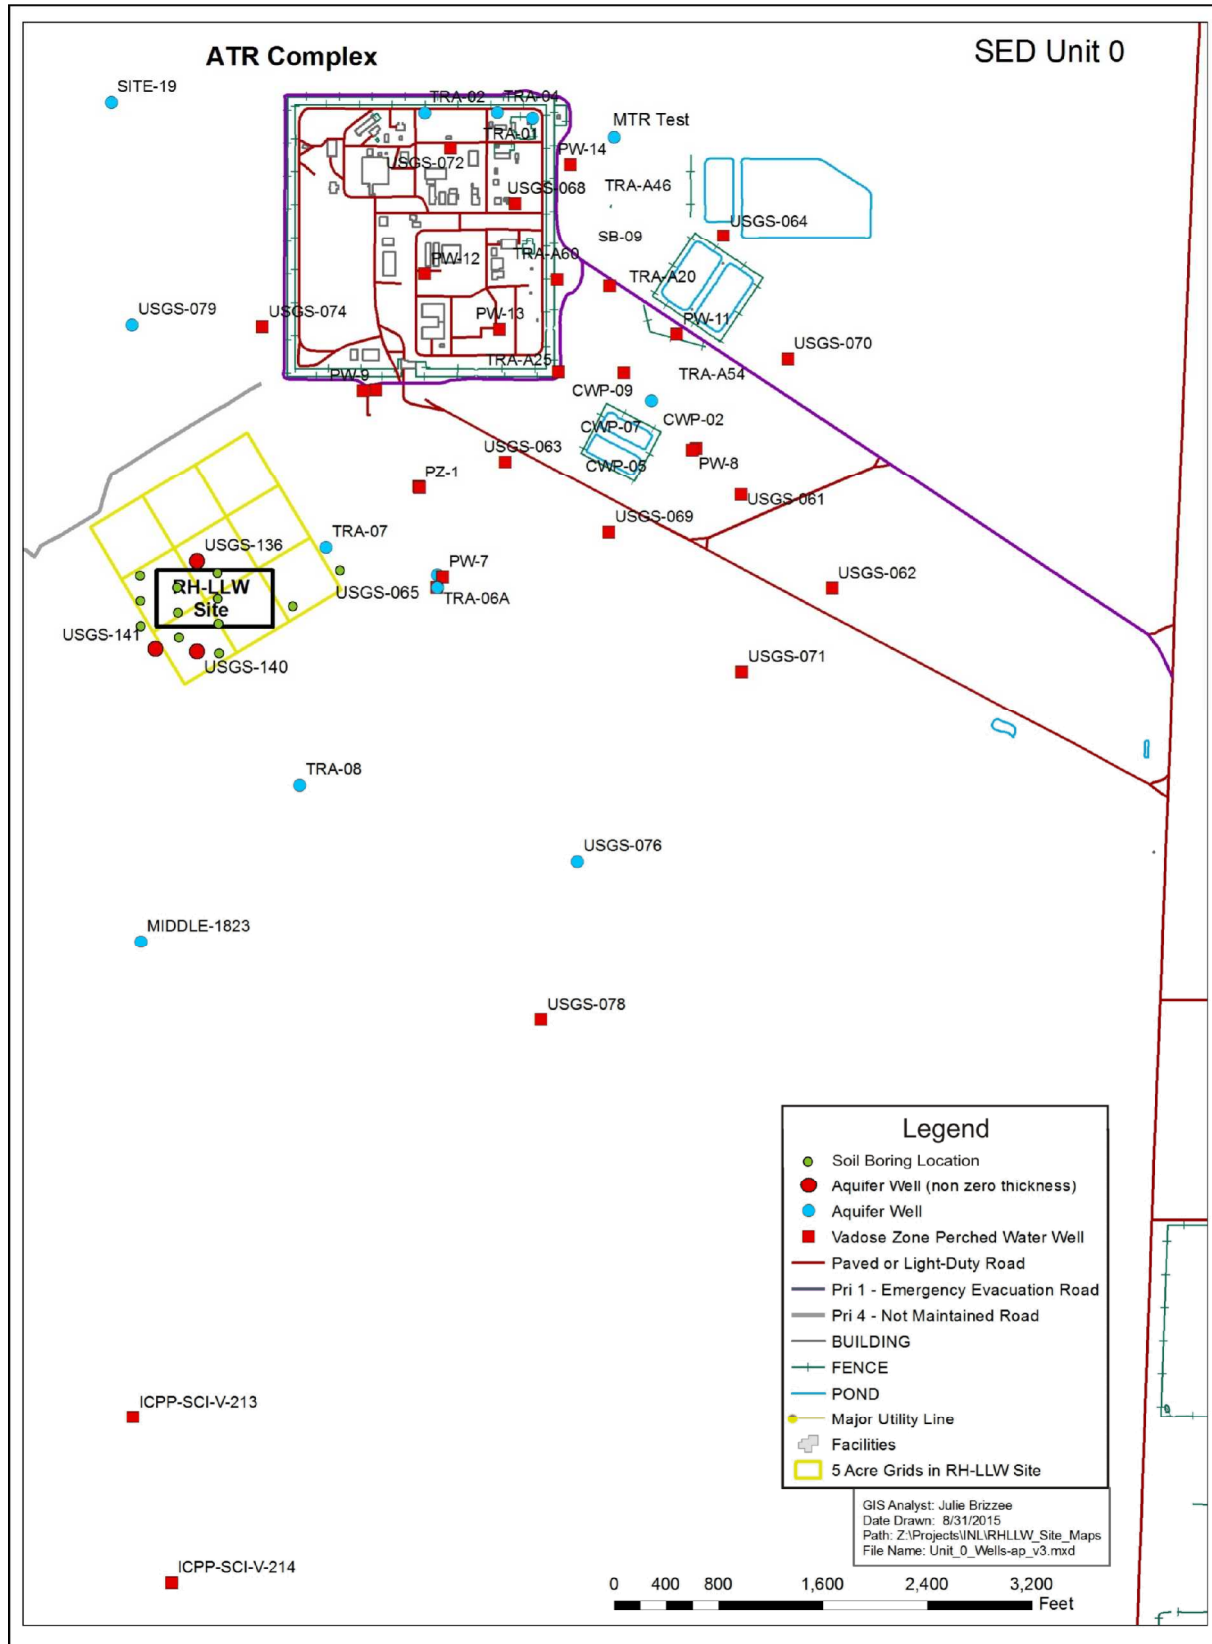 ATR Complex
SED Unit 0
SITE-19
TRA-02
TRA-04
MTR Test
TRA-01
PW-14
USGS-072
TRA-A46
USGS-068
USGS-064
SB-09
TRA-A60
PW-12
TRA-A20
USGS-079
USGS-074
PW-13
PW-11
USGS-070
TRA-A25
PW-9
TRA-A54
CWP-09
CWP-02
CWP-07
USGS-063
PW-8
CWP-05
PZ-1
USGS-061
USGS-069
TRA-07
USGS-136
PW-7
USGS-062
RH-LLW
Site
USGS-065
TRA-06A
USGS-141
USGS-140
USGS-071
TRA-08
USGS-076
MIDDLE-1823
USGS-078
ICPP-SCI-V-213
ICPP-SCI-V-214
Legend
Soil Boring Location
Aquifer Well (non zero thickness)
Aquifer Well
Vadose Zone Perched Water Well
Paved or Light-Duty Road
Pri 1 - Emergency Evacuation Road
Pri 4 - Not Maintained Road
BUILDING
FENCE
POND
Major Utility Line
Facilities
5 Acre Grids in RH-LLW Site
GIS Analyst: Julie Brizzee
Date Drawn: 8/31/2015
Path: Z:\Projects\INL\RHLLW_Site_Maps
File Name: Unit_0_Wells-ap_v3.mxd
0 400 800 1,600 2,400 3,200
Feet